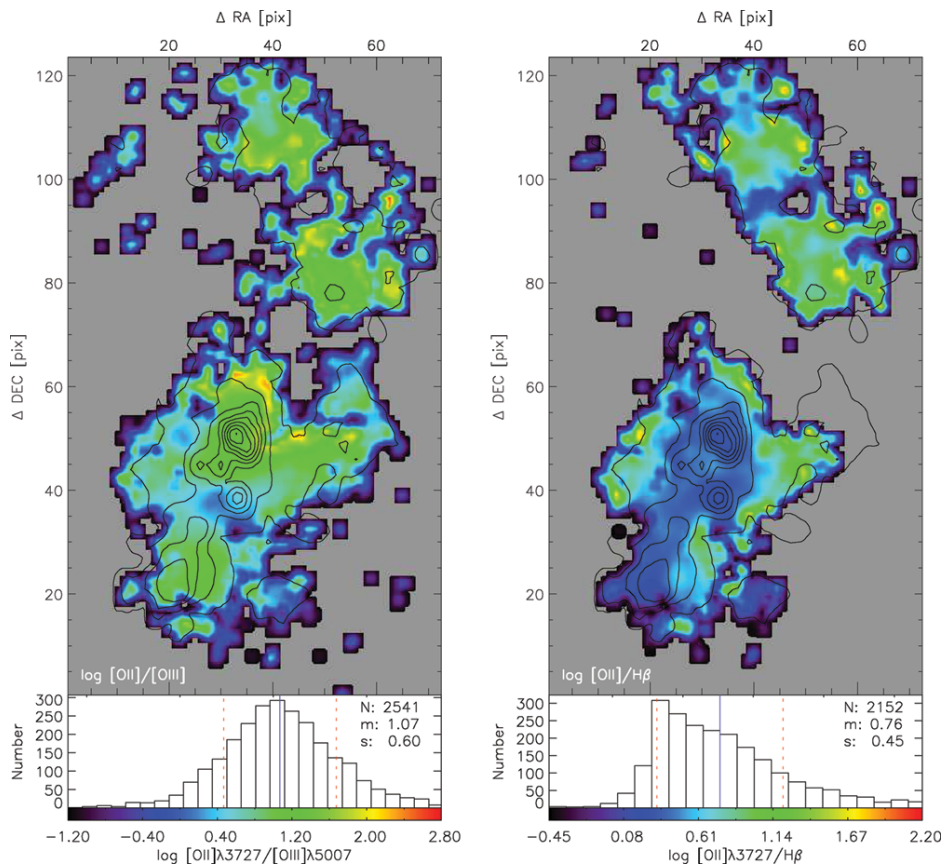 Δ RA [pix]
20 40 60
120
100
80
60
40
20
Δ DEC [pix]
log [OII]/[OIII]
300
250
200
150
100
50
0
Number
N: 2541
m: 1.07
s: 0.60
-1.20 -0.40 0.40 1.20 2.00 2.80
log [OII]λ3727/[OIII]λ5007
Δ RA [pix]
20 40 60
120
100
80
60
40
20
Δ DEC [pix]
log [OII]/Hβ
300
250
200
150
100
50
0
Number
N: 2152
m: 0.76
s: 0.45
-0.45 0.08 0.61 1.14 1.67 2.20
log [OII]λ3727/Hβ